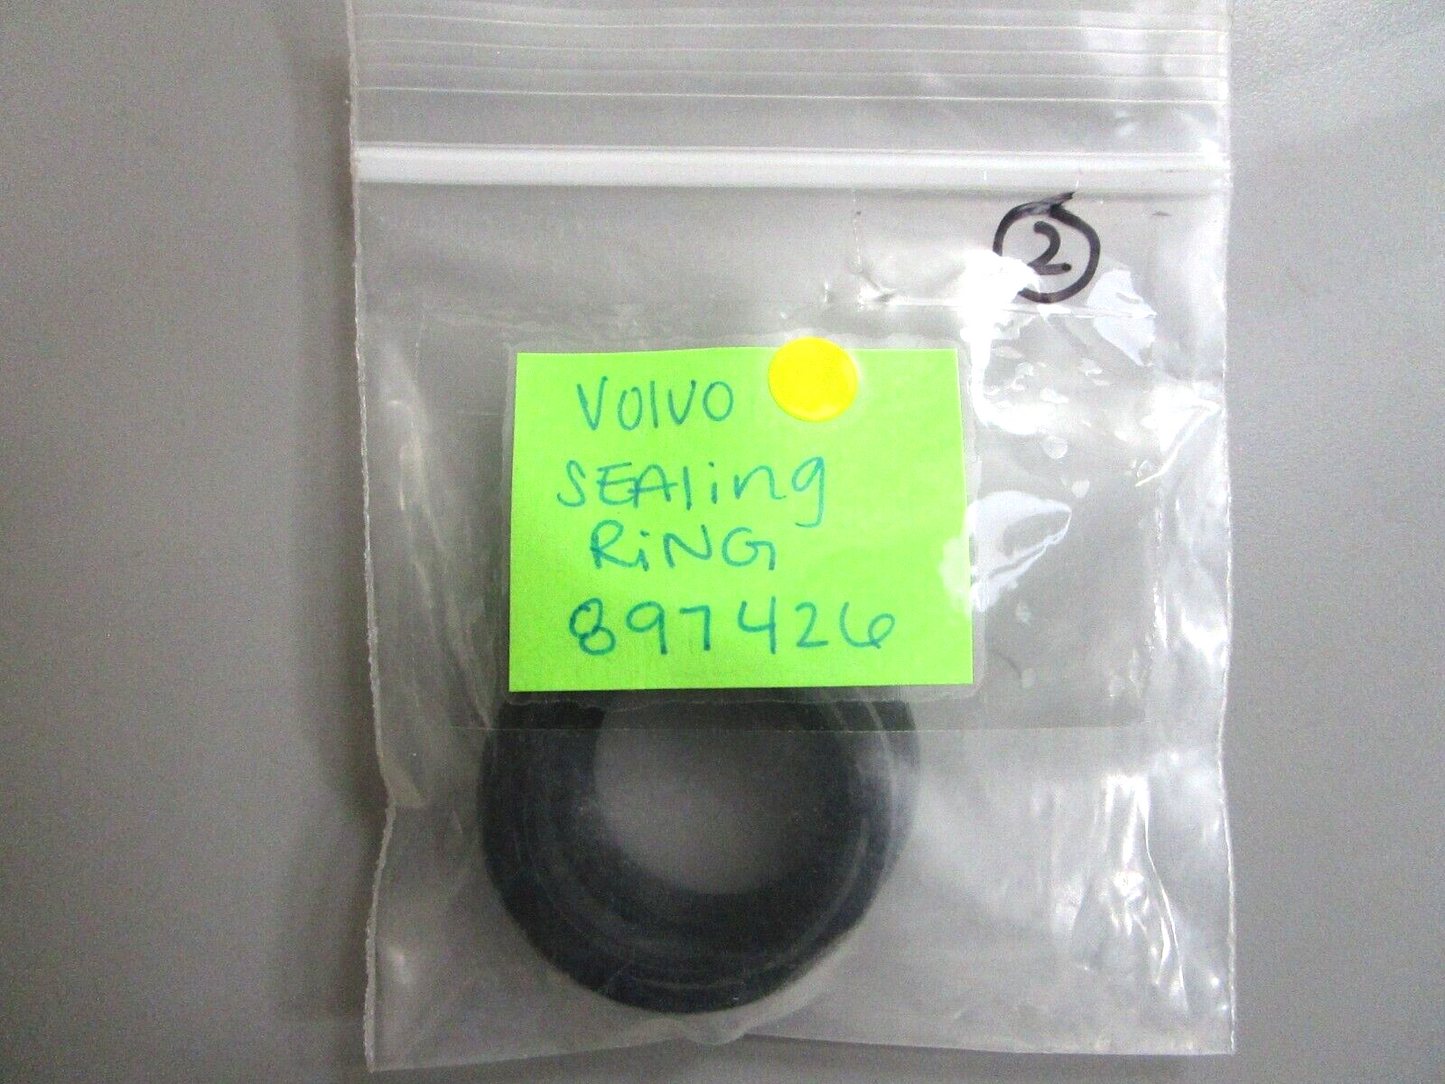 2
Volvo
SEAling
RiNG
897426